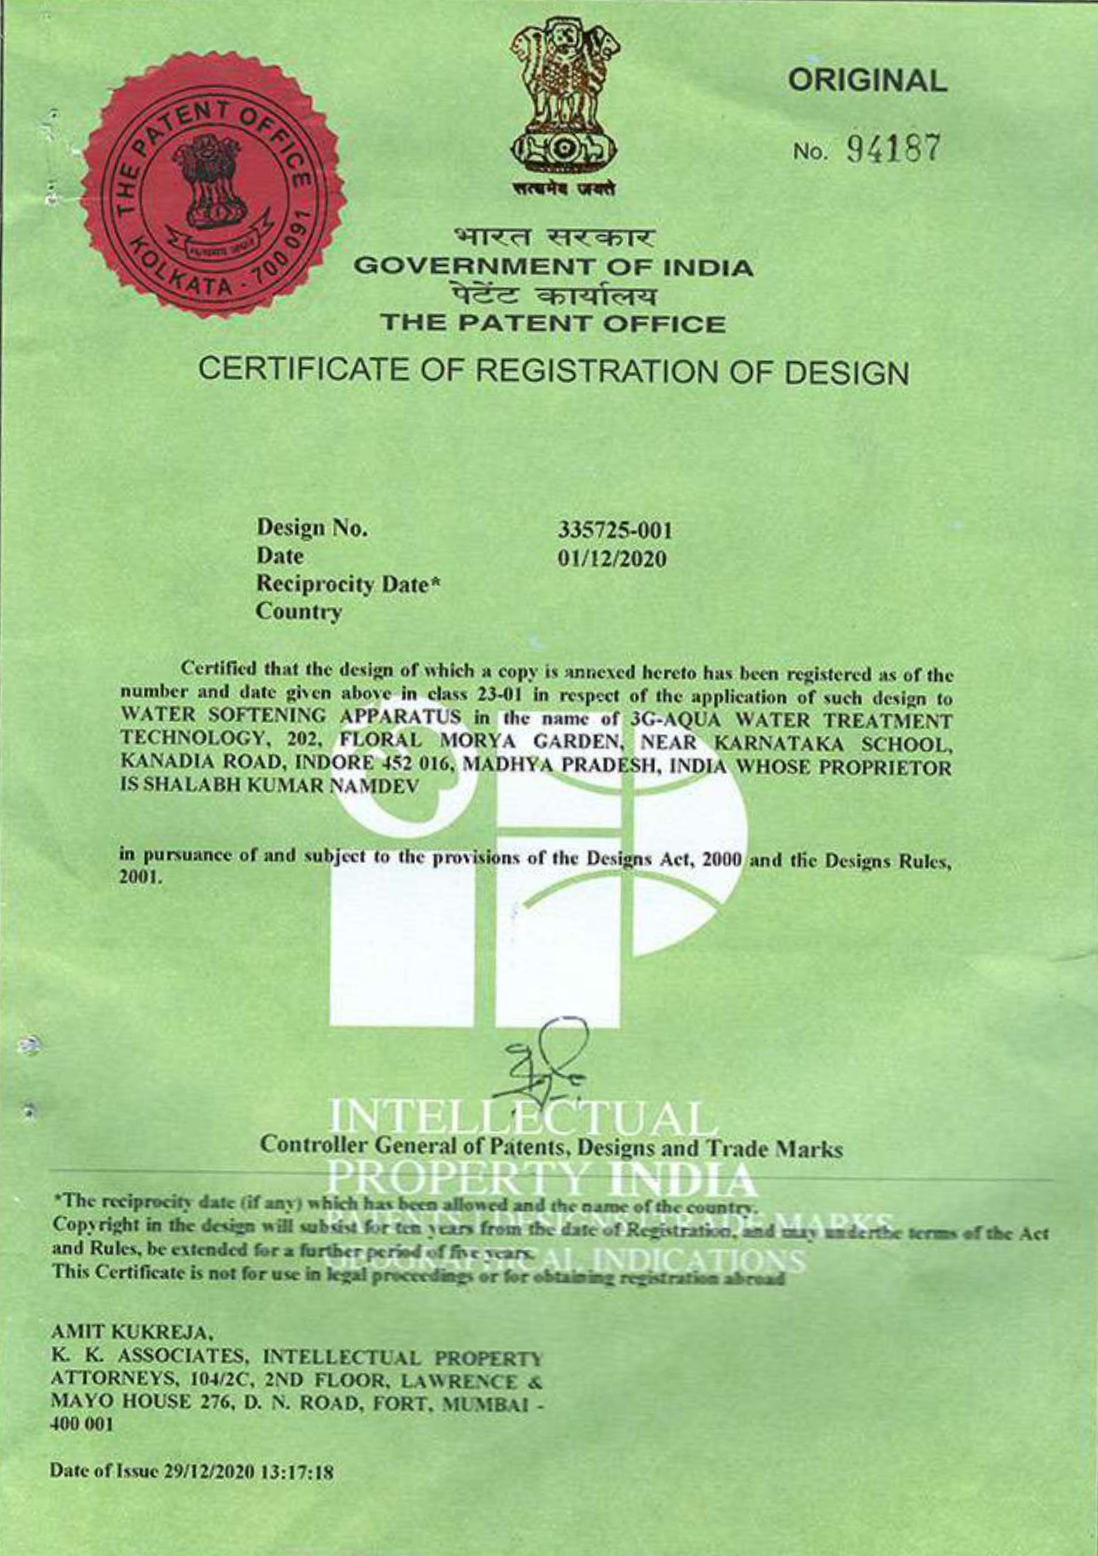 THE PATENT OFFICE
KOLKATA - 700 091
सत्यमेव जयते
ORIGINAL
No. 94187
सत्यमेव जयते
भारत सरकार
GOVERNMENT OF INDIA
पेटेंट कार्यालय
THE PATENT OFFICE
CERTIFICATE OF REGISTRATION OF DESIGN
Design No. 335725-001
Date 01/12/2020
Reciprocity Date*
Country
Certified that the design of which a copy is annexed hereto has been registered as of the
number and date given above in class 23-01 in respect of the application of such design to
WATER SOFTENING APPARATUS in the name of 3G-AQUA WATER TREATMENT
TECHNOLOGY, 202, FLORAL MORYA GARDEN, NEAR KARNATAKA SCHOOL,
KANADIA ROAD, INDORE 452 016, MADHYA PRADESH, INDIA WHOSE PROPRIETOR
IS SHALABH KUMAR NAMDEV
in pursuance of and subject to the provisions of the Designs Act, 2000 and the Designs Rules,
2001.
INTELLECTUAL
Controller General of Patents, Designs and Trade Marks
PROPERTY INDIA
*The reciprocity date (if any) which has been allowed and the name of the country.
Copyright in the design will subsist for ten years from the date of Registration, and may underthe terms of the Act
and Rules, be extended for a further period of five years.
INDICATIONS
This Certificate is not for use in legal proceedings or for obtaining registration abroad
AMIT KUKREJA,
K. K. ASSOCIATES, INTELLECTUAL PROPERTY
ATTORNEYS, 104/2C, 2ND FLOOR, LAWRENCE &
MAYO HOUSE 276, D. N. ROAD, FORT, MUMBAI -
400 001
Date of Issue 29/12/2020 13:17:18